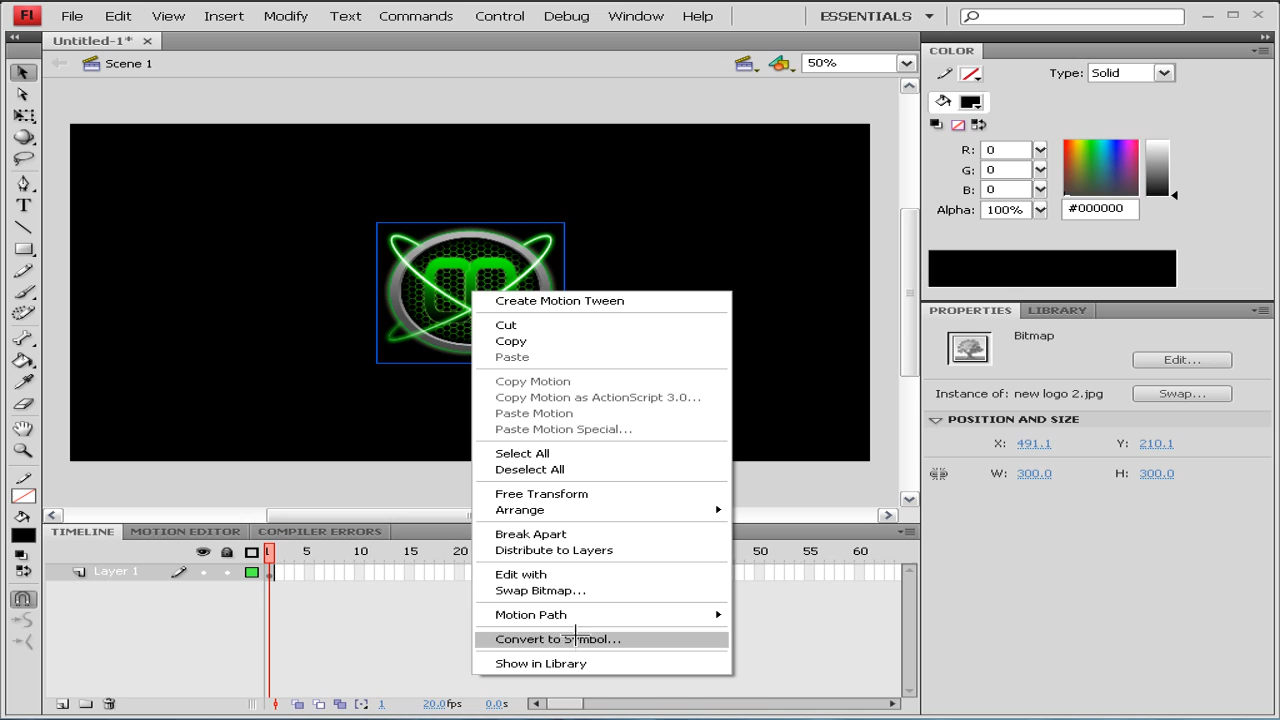 Fl File Edit View Insert Modify Text Commands Control Debug Window Help ESSENTIALS
Untitled-1*
Scene 1 50%
COLOR
Type: Solid
R: 0
G: 0
B: 0
Alpha: 100% #000000
Create Motion Tween
Cut
Copy
Paste
Copy Motion
Copy Motion as ActionScript 3.0...
Paste Motion
Paste Motion Special...
Select All
Deselect All
Free Transform
Arrange
Break Apart
Distribute to Layers
Edit with
Swap Bitmap...
Motion Path
Convert to Symbol...
Show in Library
PROPERTIES LIBRARY
Bitmap
Edit...
Instance of: new logo 2.jpg Swap...
POSITION AND SIZE
X: 491.1 Y: 210.1
W: 300.0 H: 300.0
TIMELINE MOTION EDITOR COMPILER ERRORS
1 5 10 15 20 50 55 60
Layer 1
1 20.0fps 0.0s